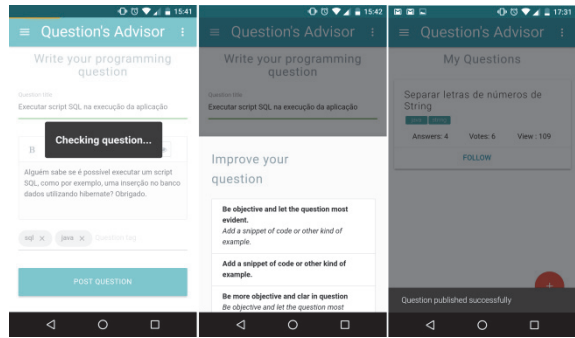 15:41
Question's Advisor
Write your programming
question
Question title
Executar script SQL na execução da aplicação
Checking question...
B
Alguém sabe se é possível executar um script
SQL, como por exemplo, uma inserção no banco
dados utilizando hibernate? Obrigado.
sql x java x Question tag
POST QUESTION
15:42
Question's Advisor
Write your programming
question
Question title
Executar script SQL na execução da aplicação
Improve your
question
Be objective and let the question most
evident.
Add a snippet of code or other kind of
example.
Add a snippet of code or other kind of
example.
Be more objective and clar in question
Be objective and let the question most
17:31
Question's Advisor
My Questions
Separar letras de números de
String
java string
Answers: 4 Votes: 6 View : 109
FOLLOW
+
Question published successfully